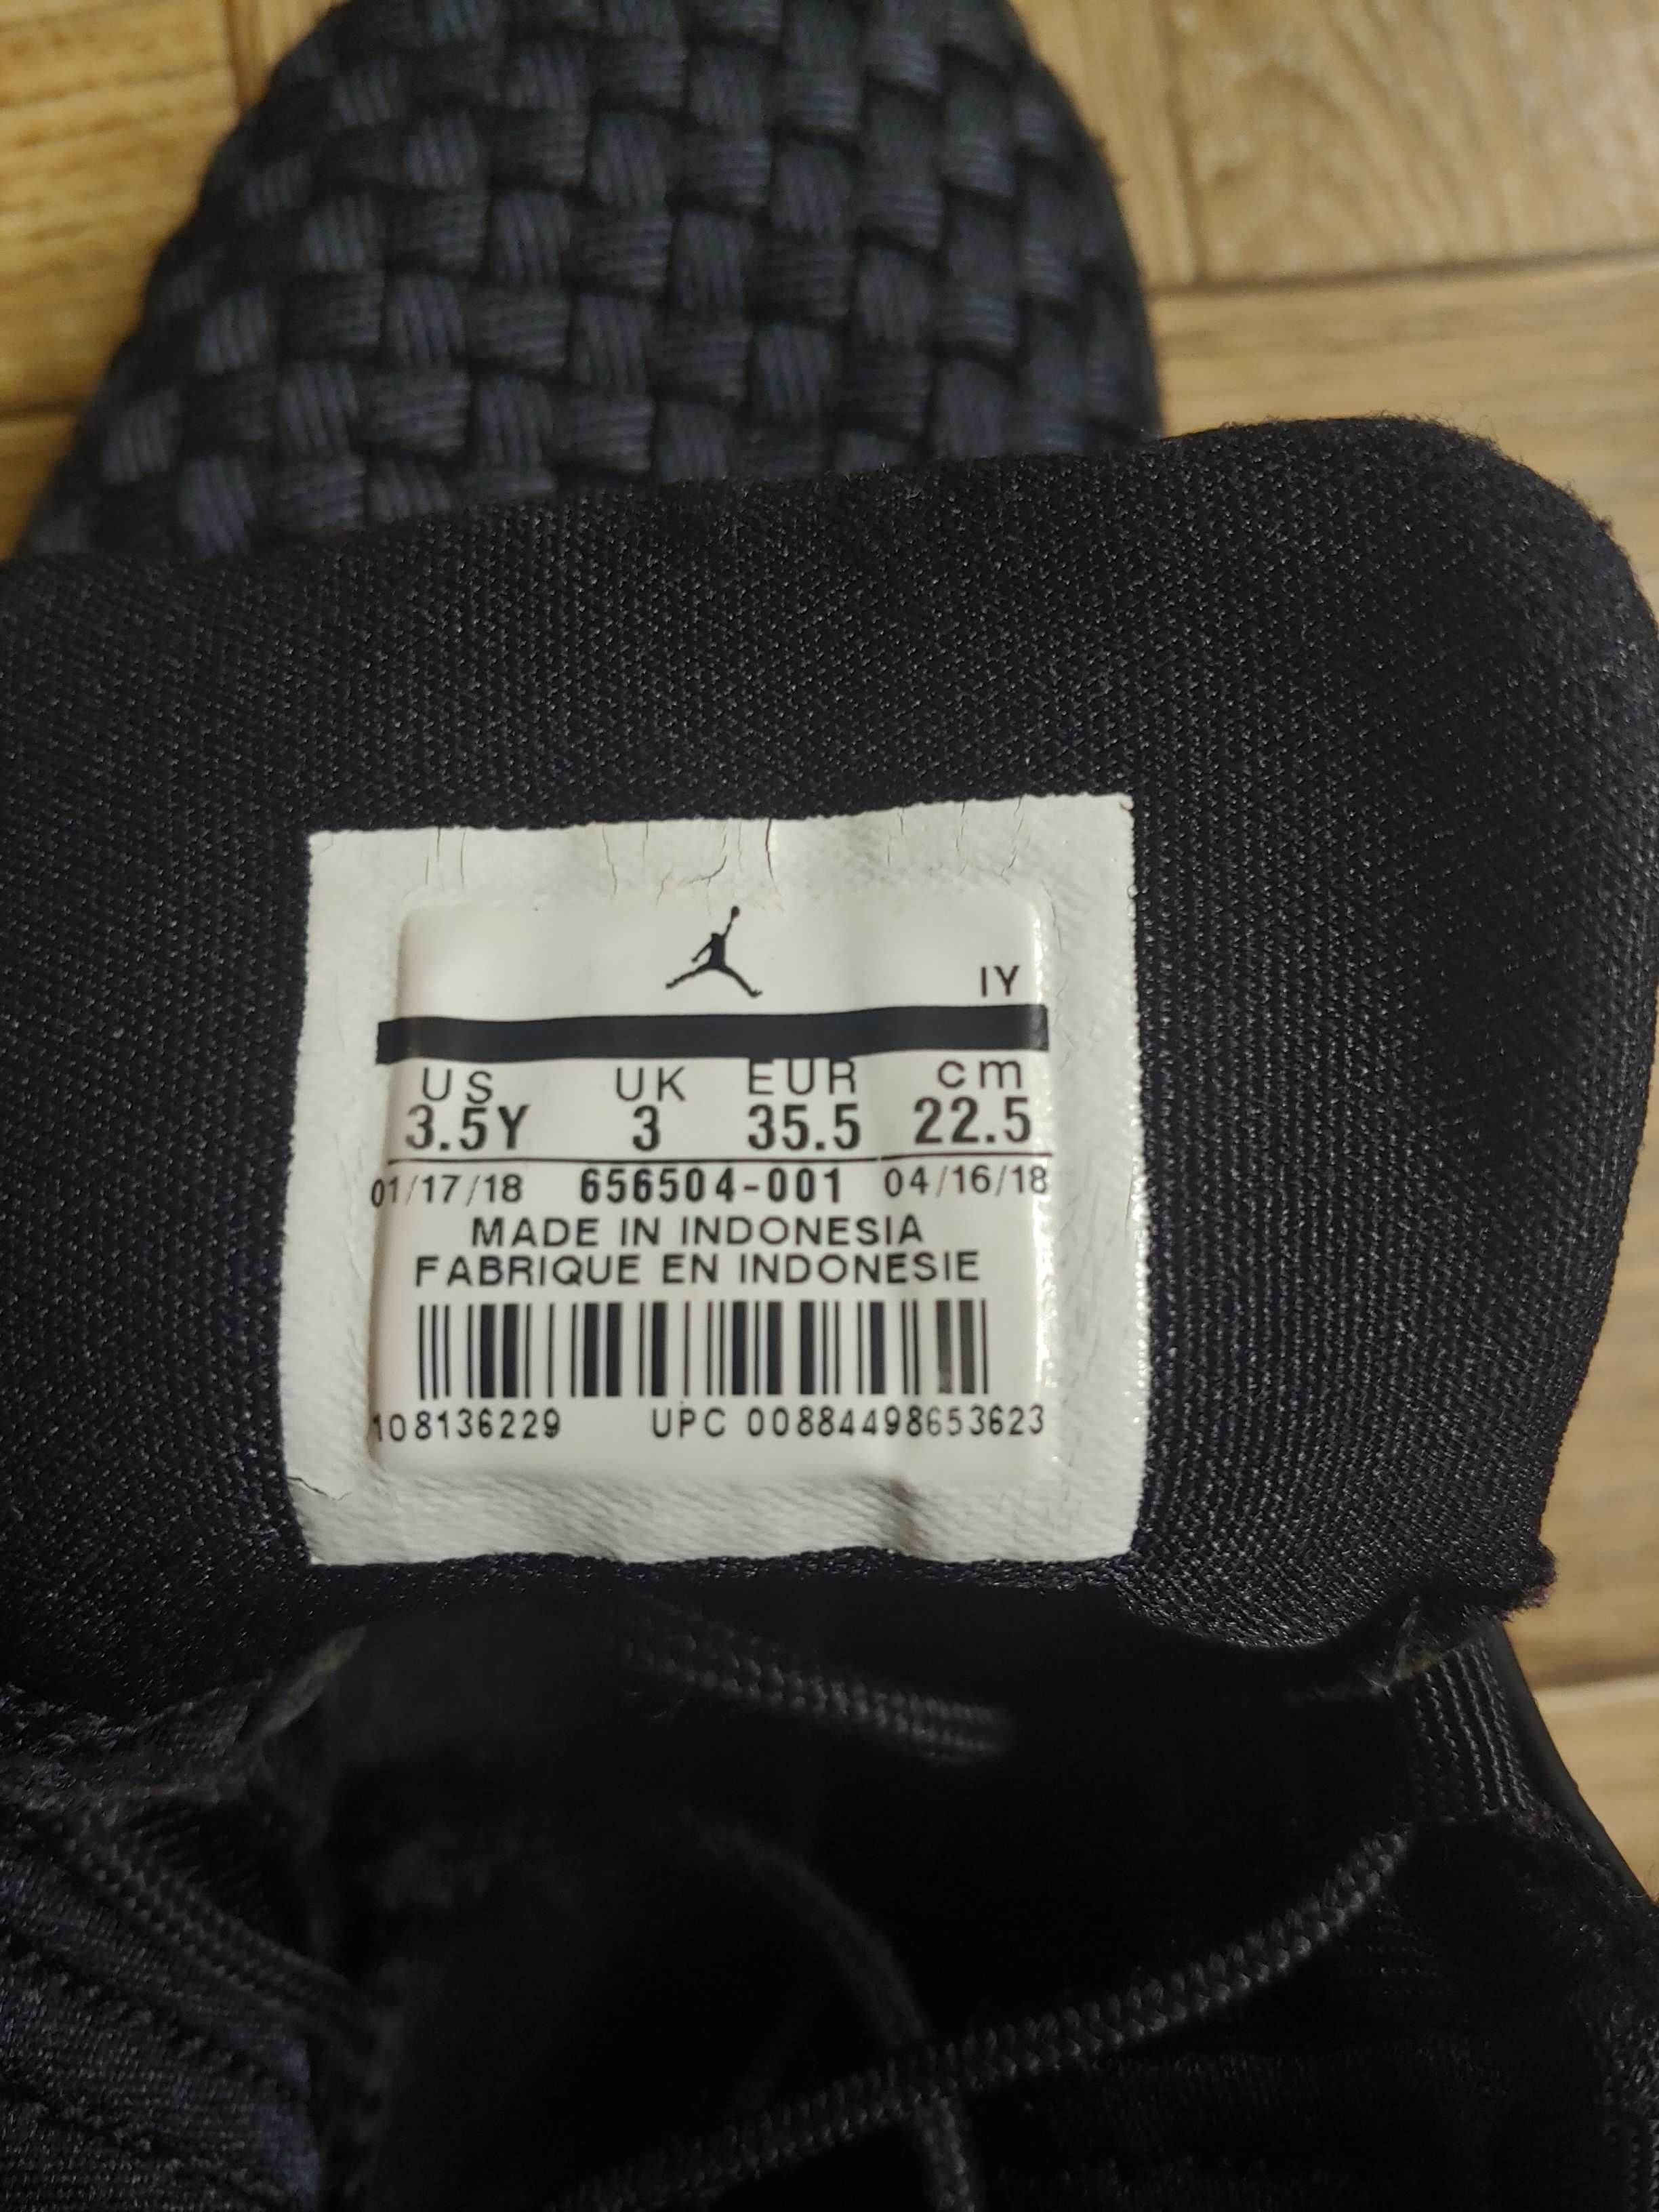 IY
US UK EUR cm
3.5Y 3 35.5 22.5
01/17/18 656504-001 04/16/18
MADE IN INDONESIA
FABRIQUE EN INDONESIE
108136229 UPC 00884498653623